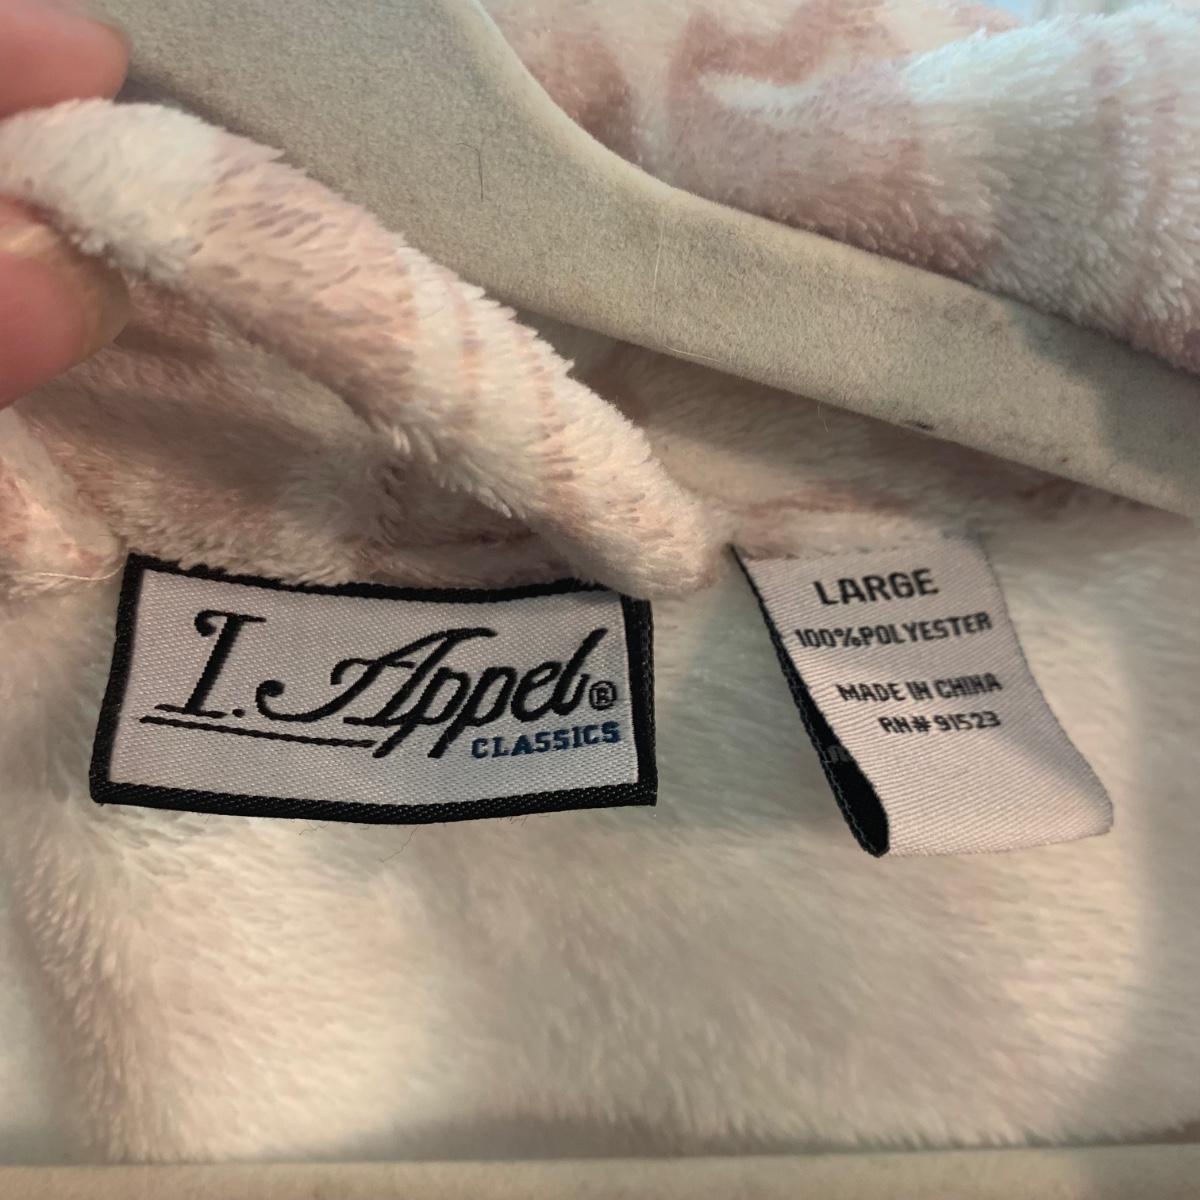 I. Appel®
CLASSICS
LARGE
100%POLYESTER
MADE IN CHINA
RN# 91523